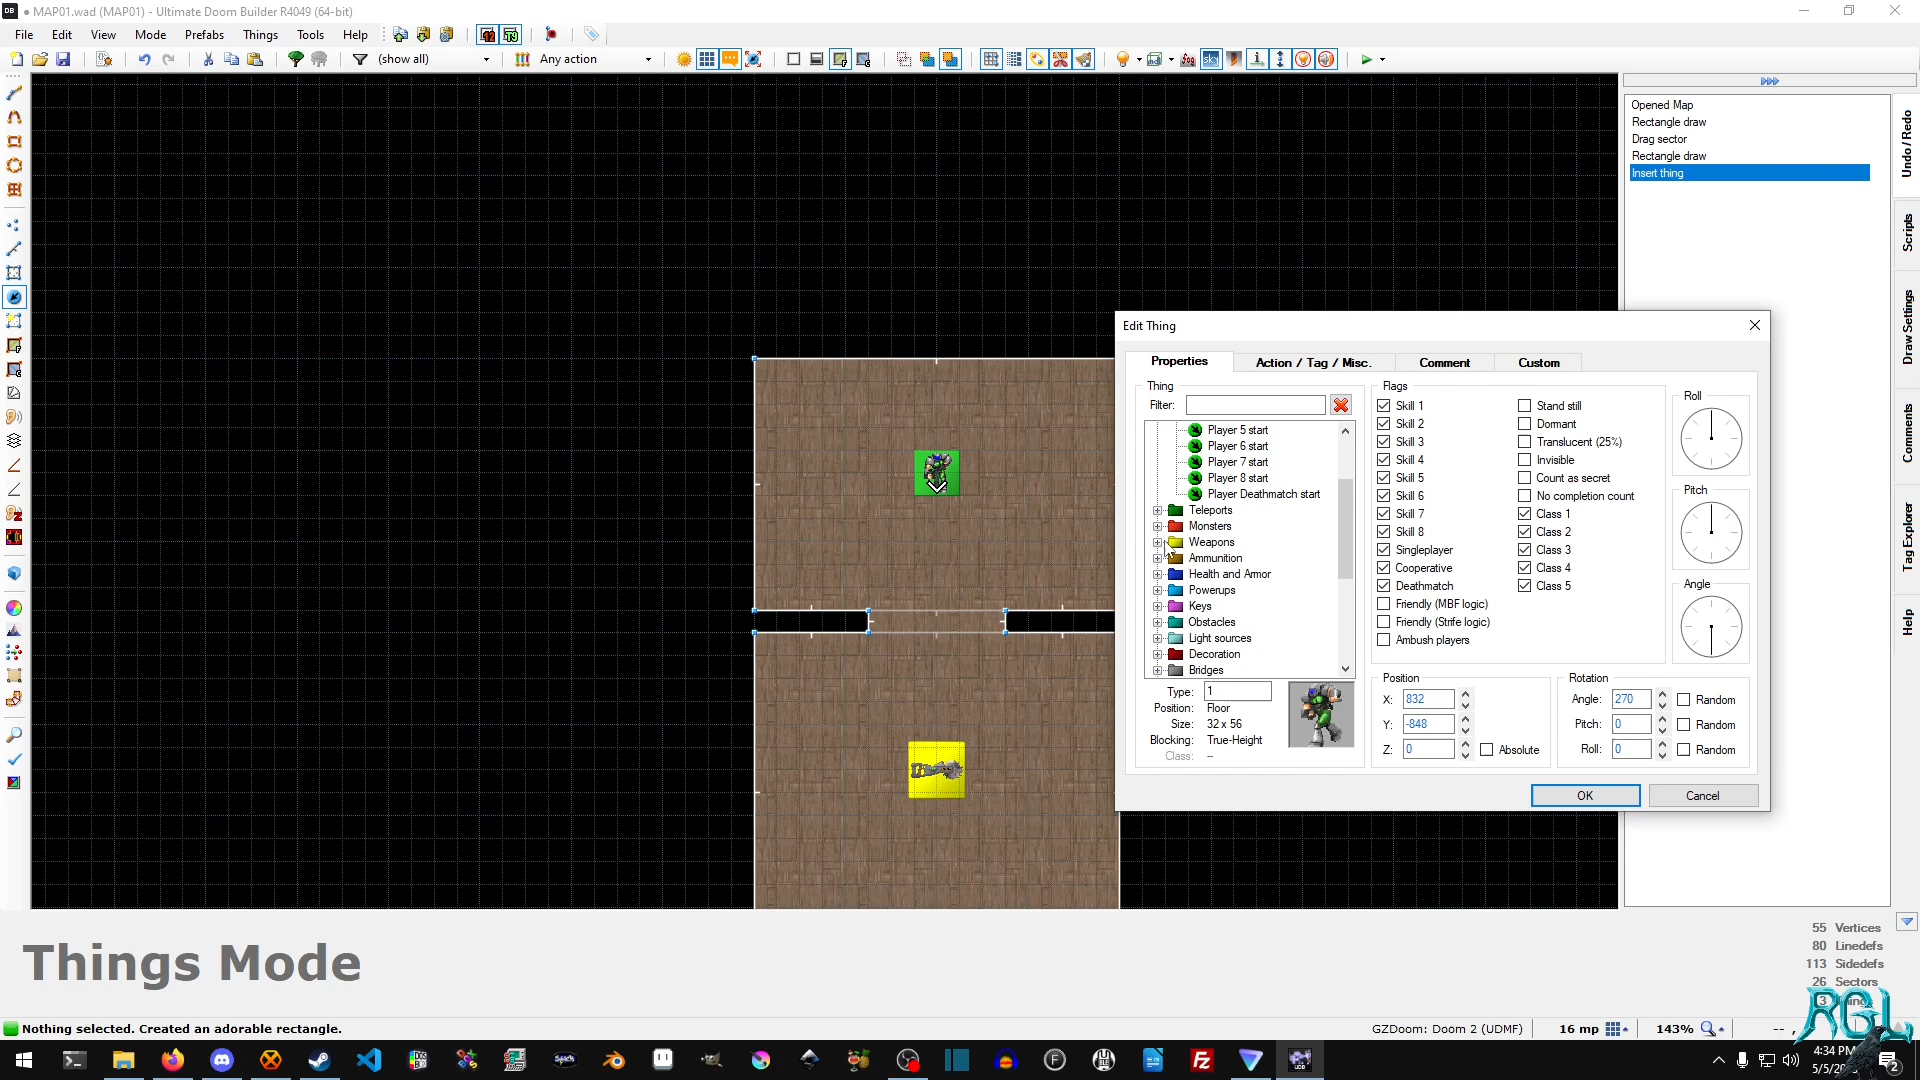 DB
● MAP01.wad (MAP01) - Ultimate Doom Builder R4049 (64-bit)
File Edit View Mode Prefabs Things Tools Help
(show all)
Any action
sky
Opened Map
Rectangle draw
Drag sector
Rectangle draw
Insert thing
Undo / Redo
Scripts
Draw Settings
Comments
Tag Explorer
Help
Edit Thing
Properties
Action / Tag / Misc.
Comment
Custom
Thing
Filter:
Player 5 start
Player 6 start
Player 7 start
Player 8 start
Player Deathmatch start
Teleports
Monsters
Weapons
Ammunition
Health and Armor
Powerups
Keys
Obstacles
Light sources
Decoration
Bridges
Type: 1
Position: Floor
Size: 32 x 56
Blocking: True-Height
Class: --
Flags
Skill 1
Skill 2
Skill 3
Skill 4
Skill 5
Skill 6
Skill 7
Skill 8
Singleplayer
Cooperative
Deathmatch
Friendly (MBF logic)
Friendly (Strife logic)
Ambush players
Stand still
Dormant
Translucent (25%)
Invisible
Count as secret
No completion count
Class 1
Class 2
Class 3
Class 4
Class 5
Roll
Pitch
Angle
Position
X: 832
Y: -848
Z: 0
Absolute
Rotation
Angle: 270 Random
Pitch: 0 Random
Roll: 0 Random
OK
Cancel
Things Mode
55 Vertices
80 Linedefs
113 Sidedefs
26 Sectors
3
RGL
Nothing selected. Created an adorable rectangle.
GZDoom: Doom 2 (UDMF)
16 mp
143%
-- ,
4:34 PM
2